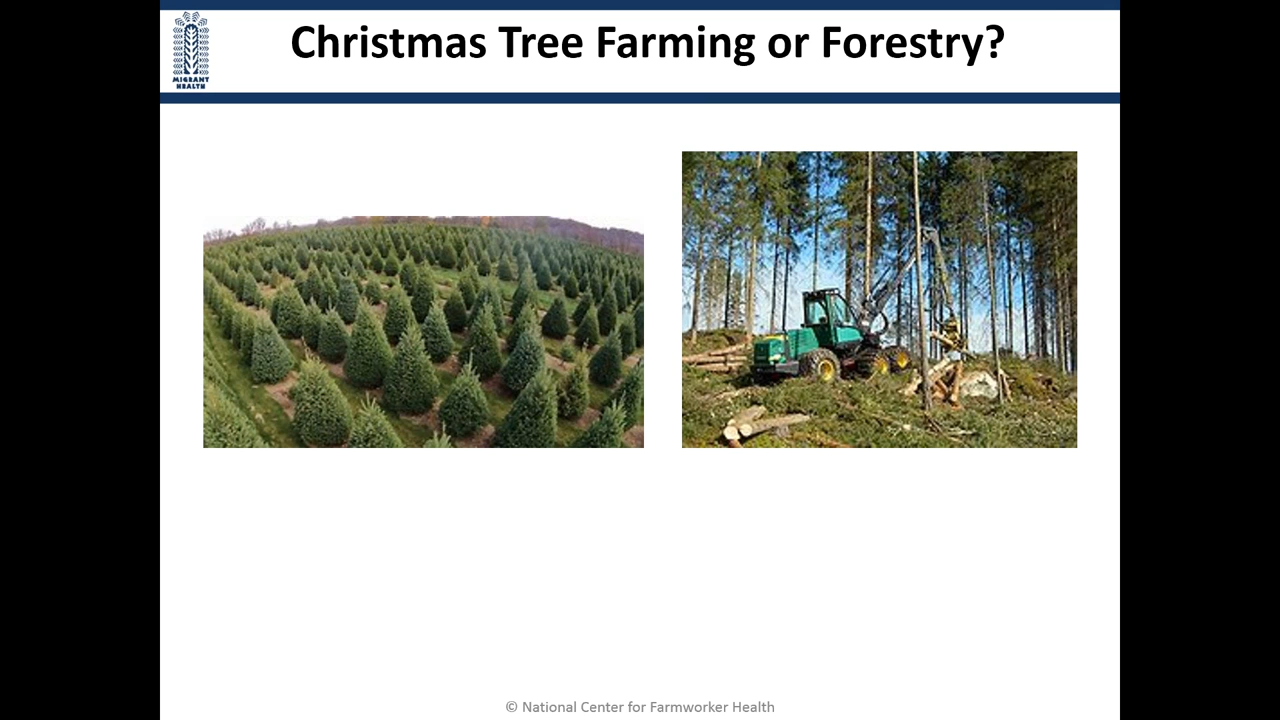 MIGRANT
HEALTH
Christmas Tree Farming or Forestry?
© National Center for Farmworker Health